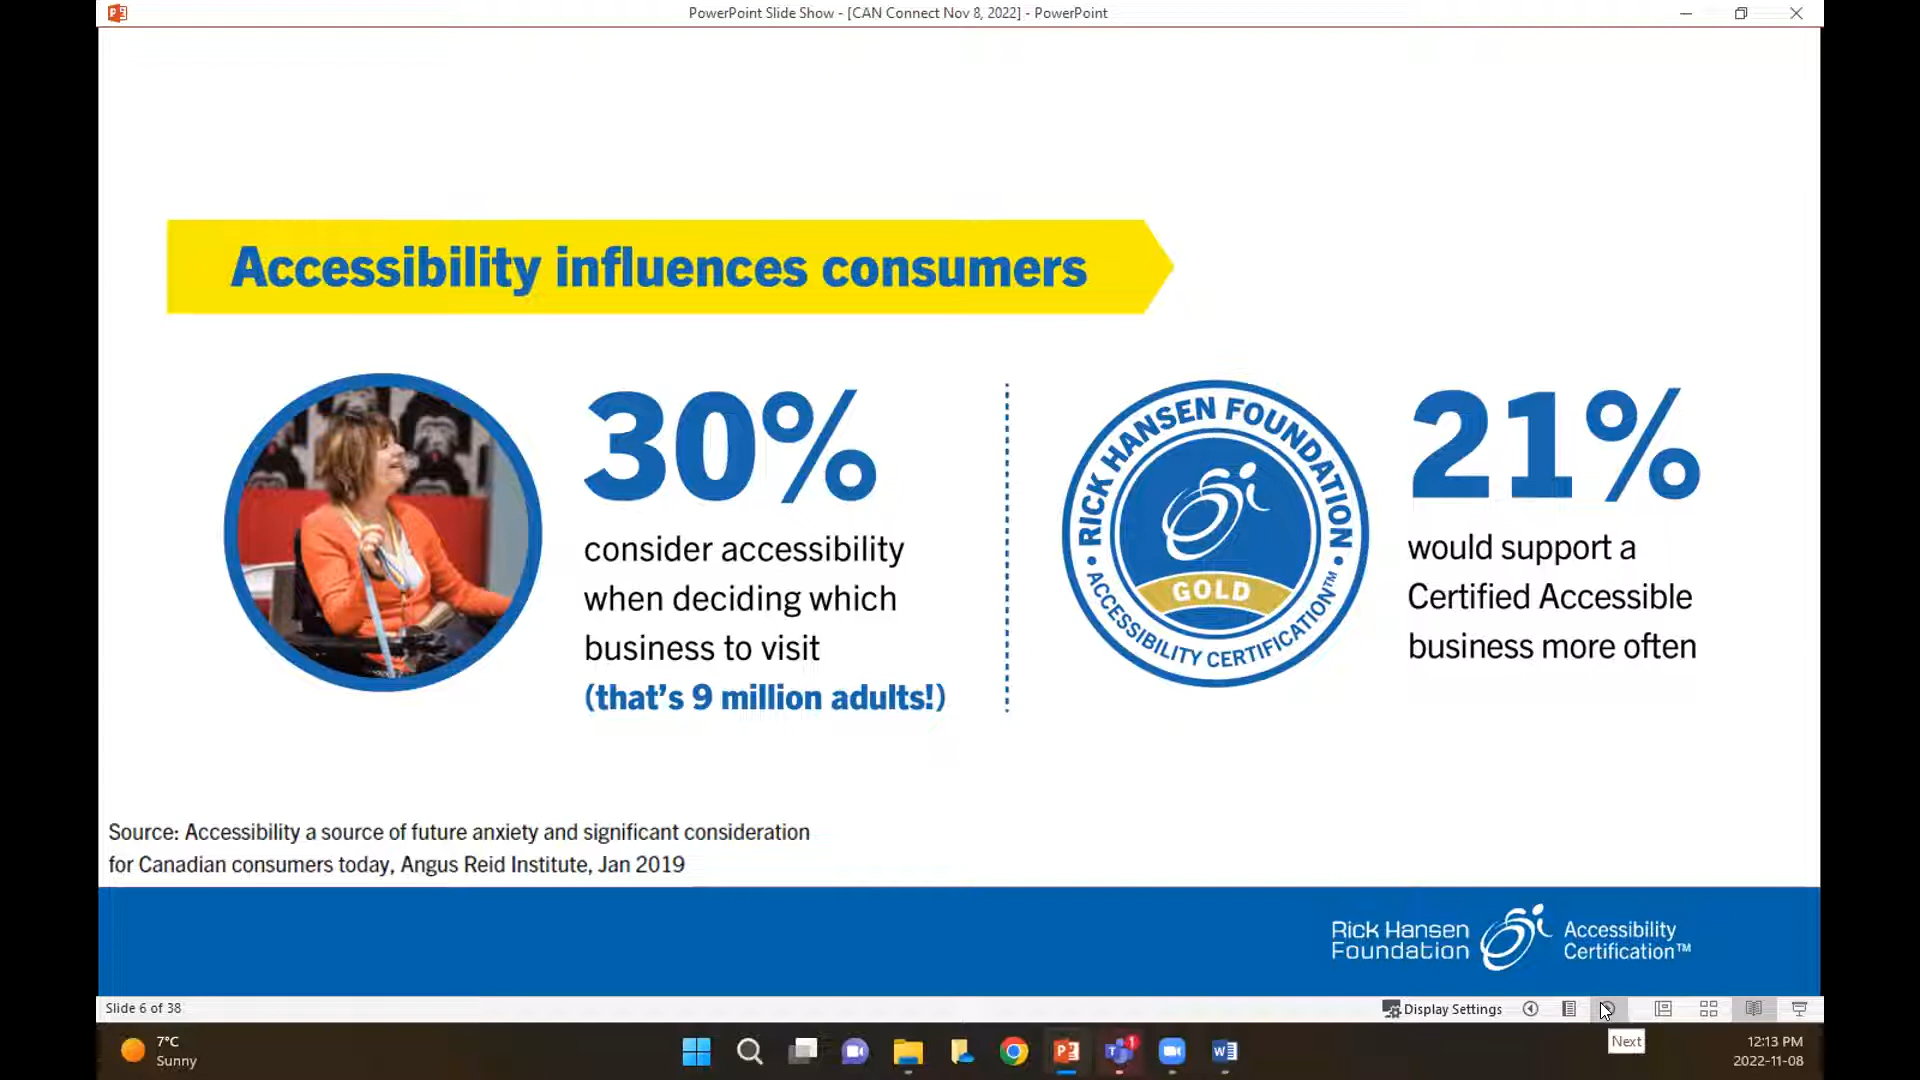 PowerPoint Slide Show - [CAN Connect Nov 8, 2022] - PowerPoint
Accessibility influences consumers
30%
consider accessibility
when deciding which
business to visit
(that's 9 million adults!)
RICK HANSEN FOUNDATION
GOLD
• ACCESSIBILITY CERTIFICATION™ •
21%
would support a
Certified Accessible
business more often
Source: Accessibility a source of future anxiety and significant consideration
for Canadian consumers today, Angus Reid Institute, Jan 2019
Rick Hansen
Foundation
Accessibility
Certification™
Slide 6 of 38
Display Settings
Next
7°C
Sunny
1
12:13 PM
2022-11-08